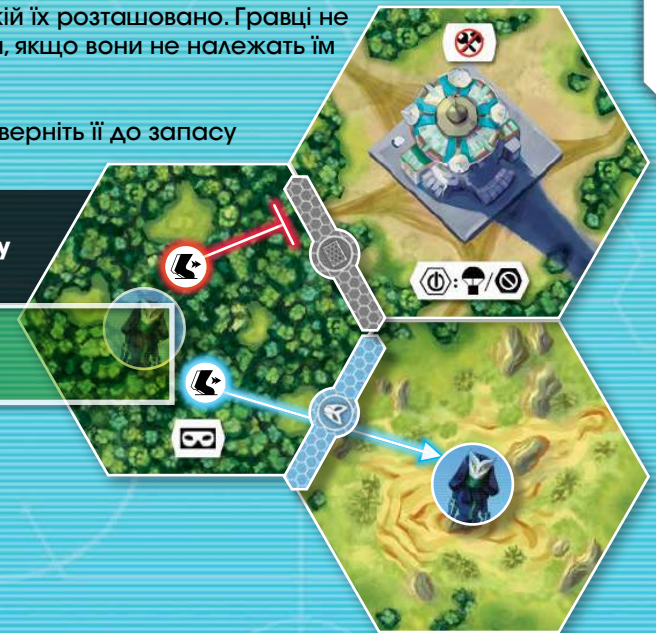 кій їх розташовано. Гравці не
, якщо вони не належать їм
верніть її до запасу
у